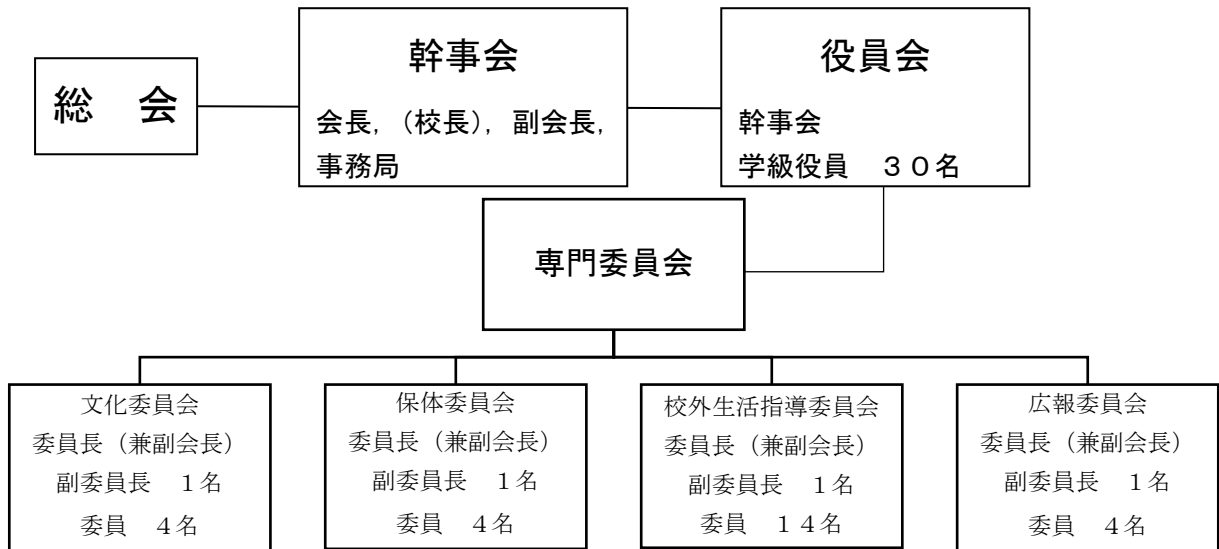 総　会
幹事会
会長，（校長），副会長，
事務局
役員会
幹事会
学級役員　３０名
専門委員会
文化委員会
委員長（兼副会長）
副委員長　１名
委員　４名
保体委員会
委員長（兼副会長）
副委員長　１名
委員　４名
校外生活指導委員会
委員長（兼副会長）
副委員長　１名
委員　１４名
広報委員会
委員長（兼副会長）
副委員長　１名
委員　４名